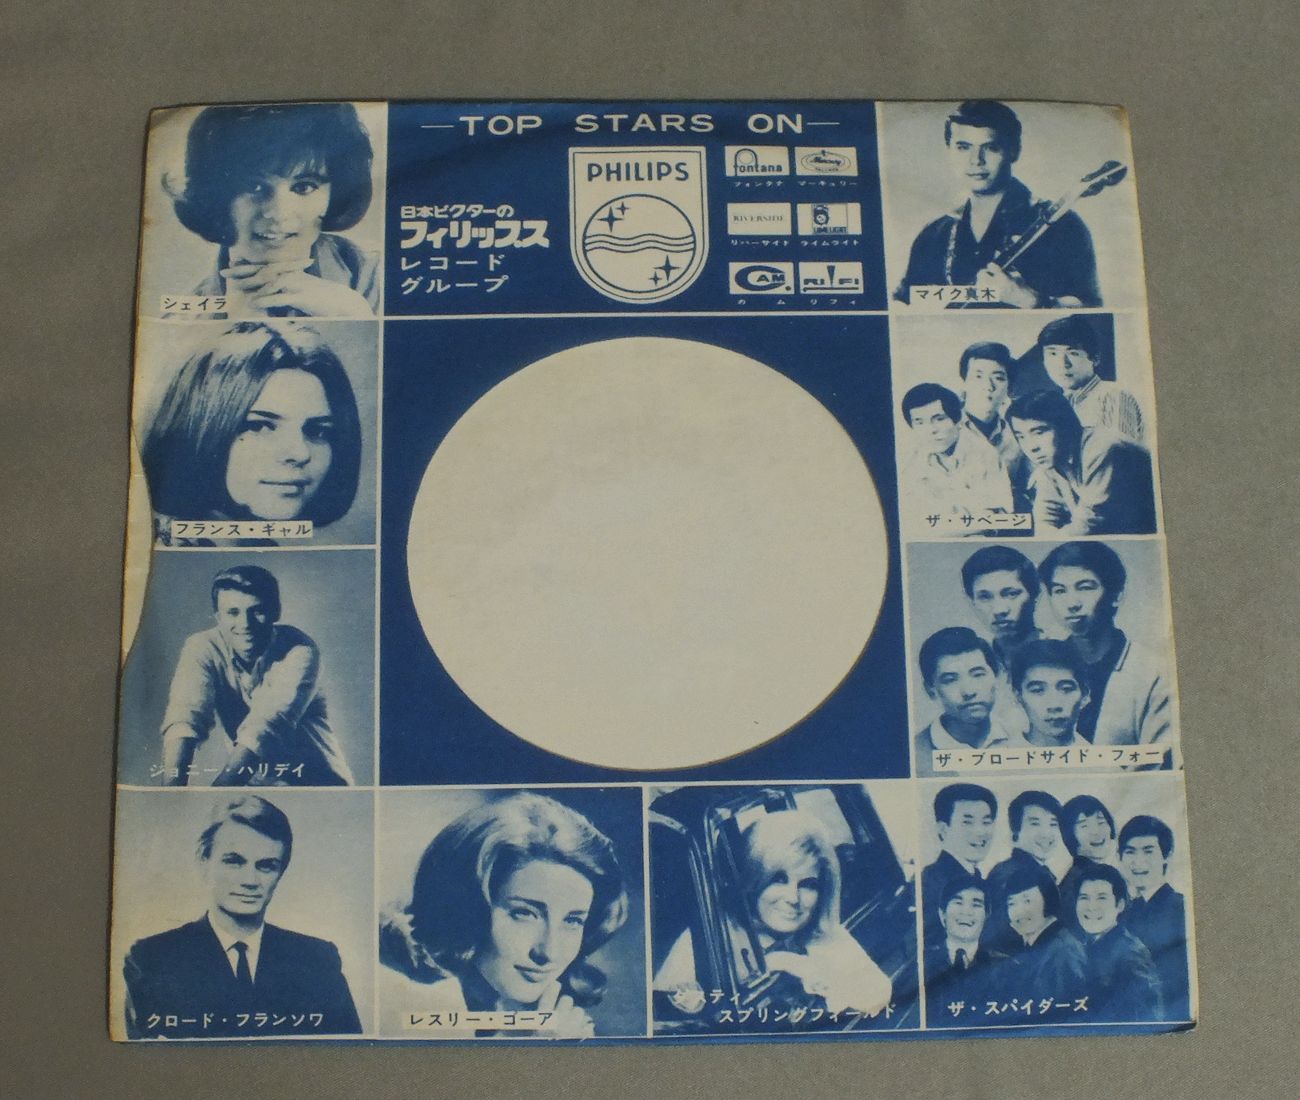 —TOP STARS ON—
日本ビクターの
フィリップス
レコード
グループ
PHILIPS
fontana
フォンタナ
Mercury
マーキュリー
RIVERSIDE
リバーサイド
LIMELIGHT
ライムライト
CAM
カム
RIFI
リフィ
シェイラ
マイク真木
フランス・ギャル
ザ・サベージ
ジョニー・ハリデイ
ザ・ブロードサイド・フォー
クロード・フランソワ
レスリー・ゴーア
ダスティ・
スプリングフィールド
ザ・スパイダーズ